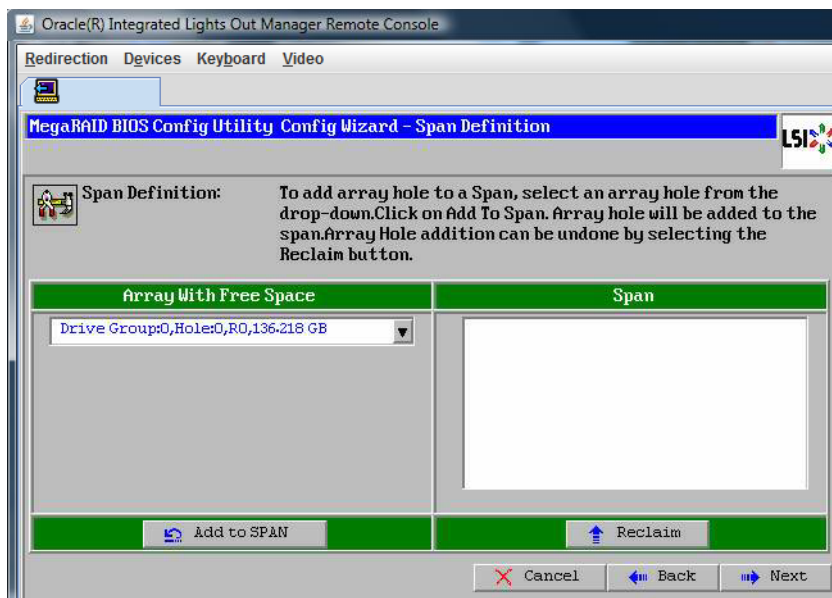 Oracle(R) Integrated Lights Out Manager Remote Console
Redirection Devices Keyboard Video
MegaRAID BIOS Config Utility Config Wizard - Span Definition
LSI
Span Definition:
To add array hole to a Span, select an array hole from the
drop-down.Click on Add To Span. Array hole will be added to the
span.Array Hole addition can be undone by selecting the
Reclaim button.
Array With Free Space
Span
Drive Group:0,Hole:0,R0,136.218 GB
Add to SPAN
Reclaim
Cancel
Back
Next